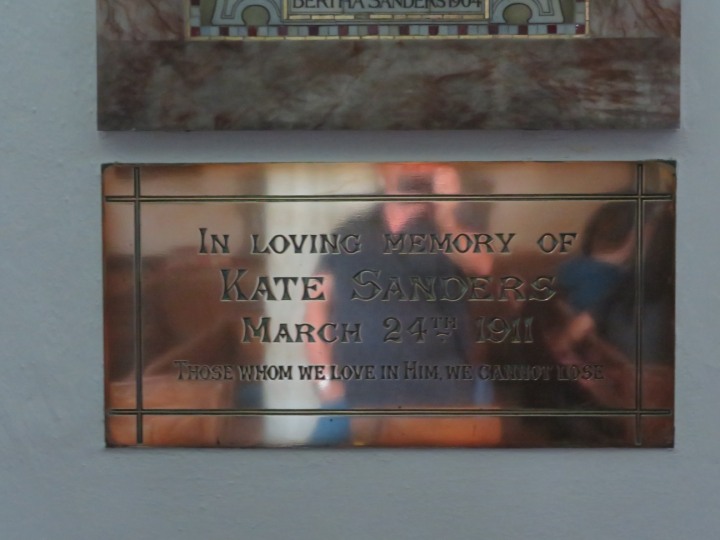 BERTHA SANDERS 1904
IN LOVING MEMORY OF
KATE SANDERS
MARCH 24TH 1911
THOSE WHOM WE LOVE IN HIM, WE CANNOT LOSE